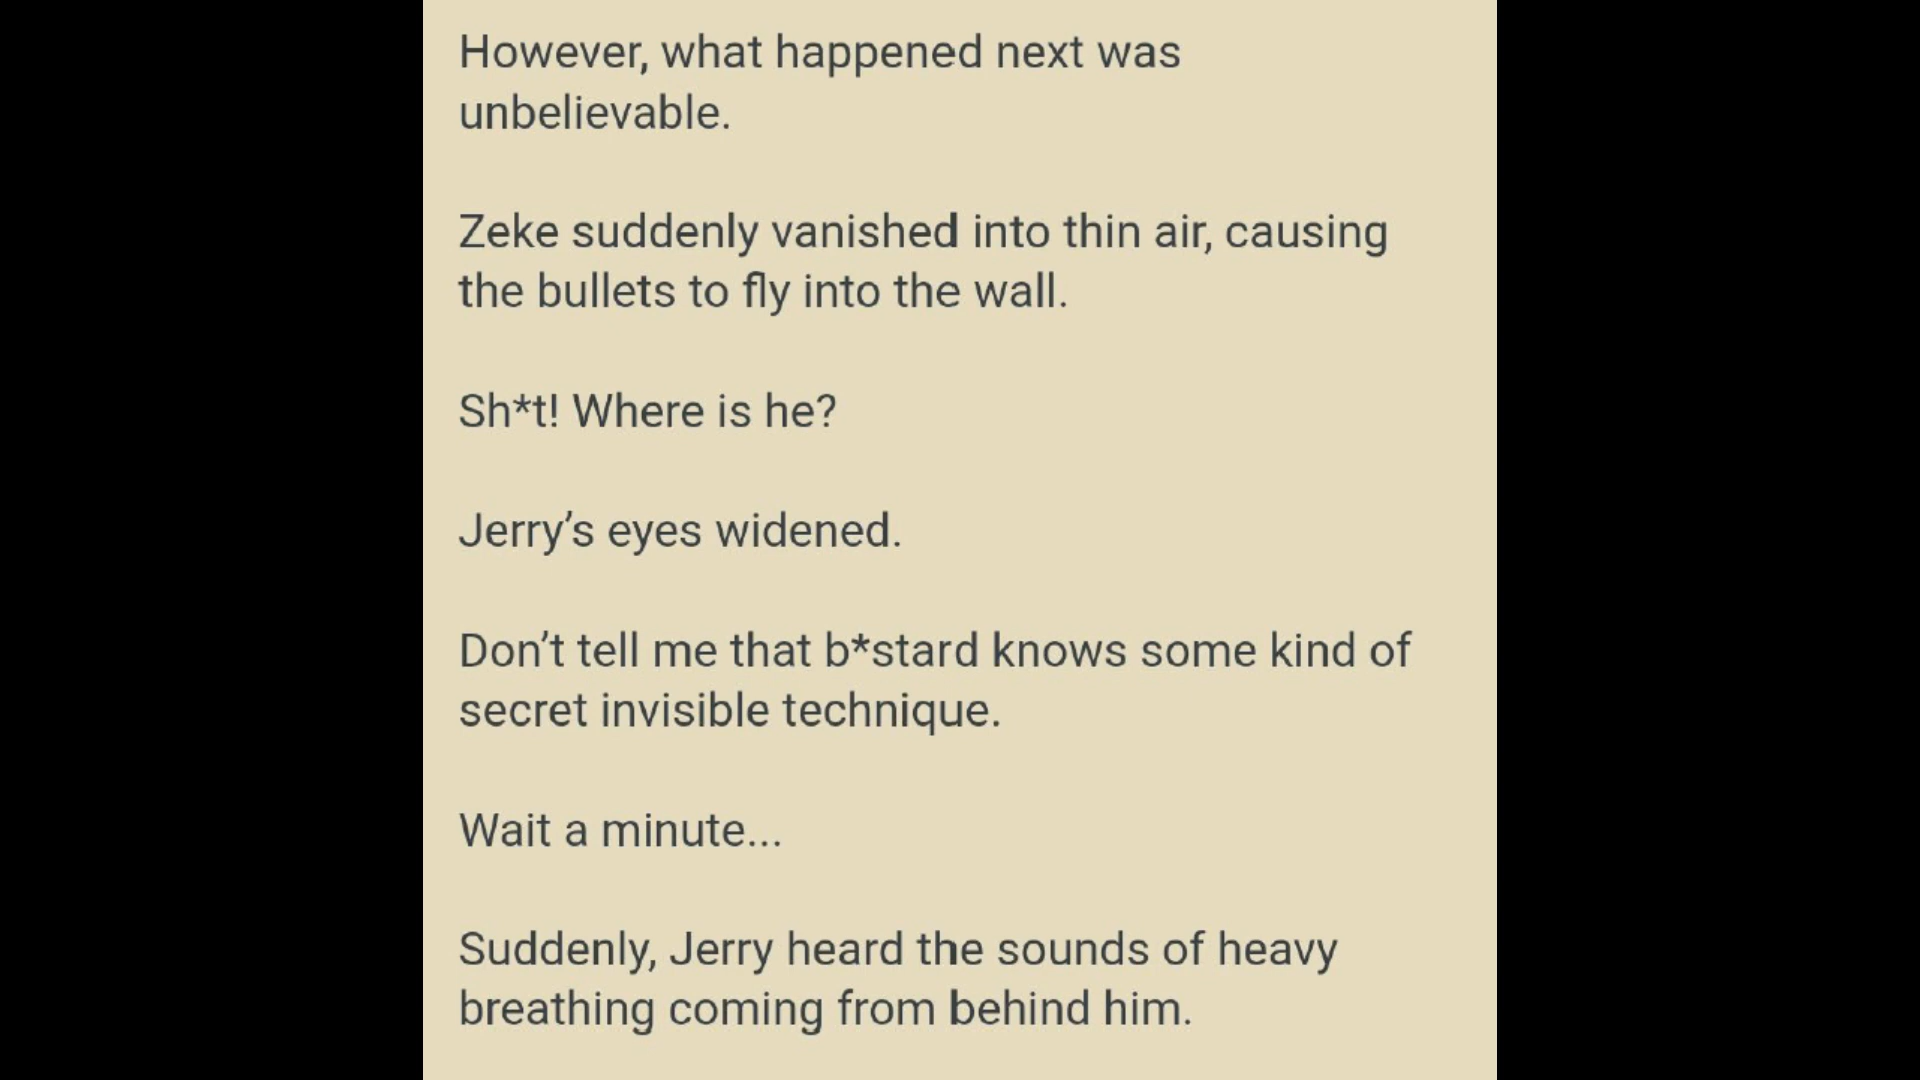 However, what happened next was
unbelievable.
Zeke suddenly vanished into thin air, causing
the bullets to fly into the wall.
Sh*t! Where is he?
Jerry’s eyes widened.
Don’t tell me that b*stard knows some kind of
secret invisible technique.
Wait a minute...
Suddenly, Jerry heard the sounds of heavy
breathing coming from behind him.